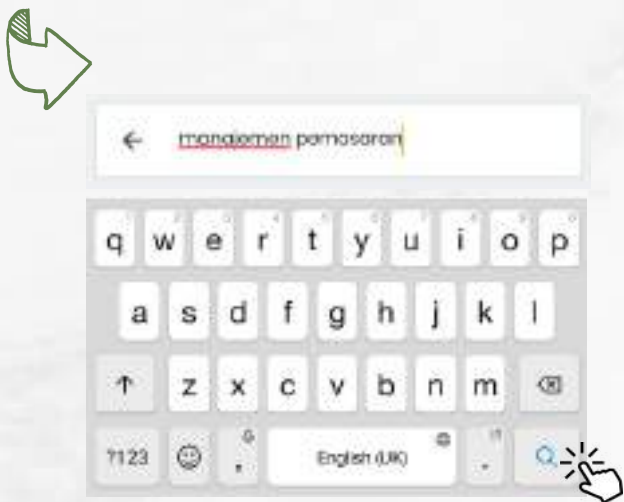 manajemen pemasaran
q w e r t y u i o p
a s d f g h j k l
z x c v b n m
?123 , English (UK) .